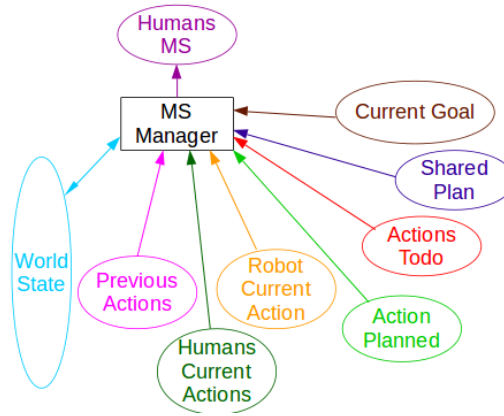 Humans
MS
MS
Manager
Current Goal
Shared
Plan
World
State
Previous
Actions
Robot
Current
Action
Actions
Todo
Action
Planned
Humans
Current
Actions